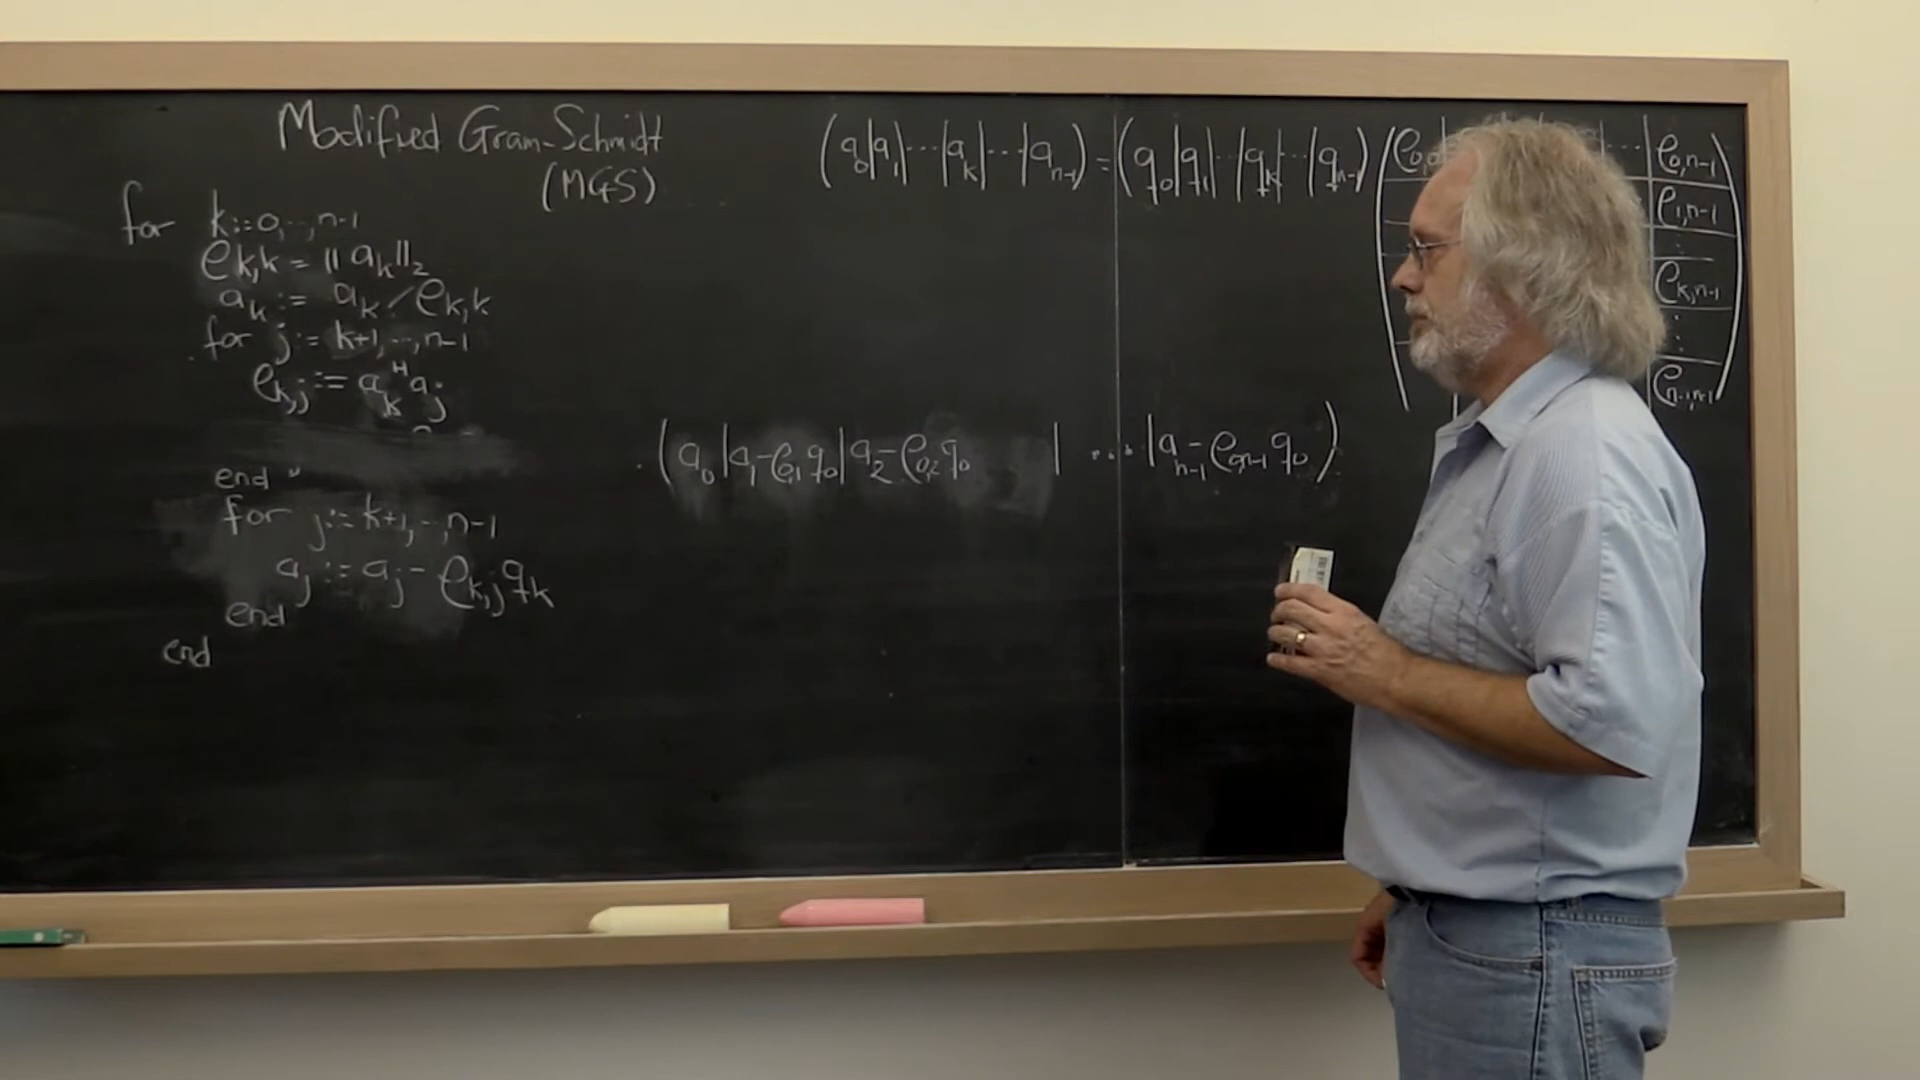 Modified Gram-Schmidt
(MGS)
for k:=0,...,n-1
ρk,k = ‖ak‖₂
ak := ak / ρk,k
for j := k+1,...,n-1
ρk,j := akᴴ aj
end
for j := k+1,...,n-1
aj := aj - ρk,j qk
end
end
(a₀|a₁|···|ak|···|an-1) = (q₀|q₁|···|qk|···|qn-1)
··· ρ0,n-1
ρ1,n-1
⋮
ρk,n-1
⋮
ρn-1,n-1
(q₀|a₁-ρ0,1 q₀|a₂-ρ0,2 q₀ | ···|an-1-ρ0,n-1 q₀)